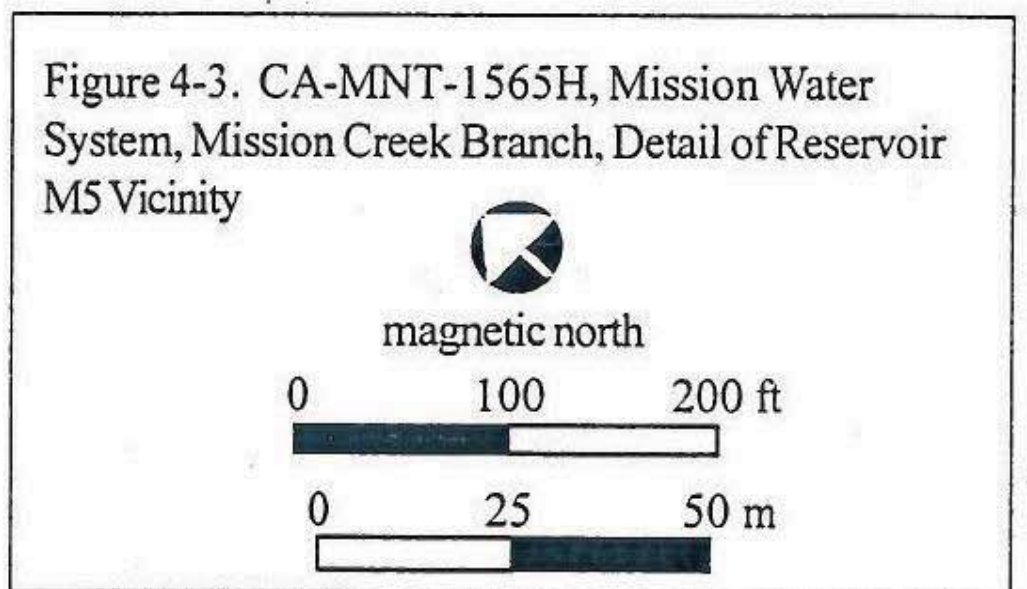 Figure 4-3. CA-MNT-1565H, Mission Water
System, Mission Creek Branch, Detail of Reservoir
M5 Vicinity
magnetic north
0 100 200 ft
0 25 50 m